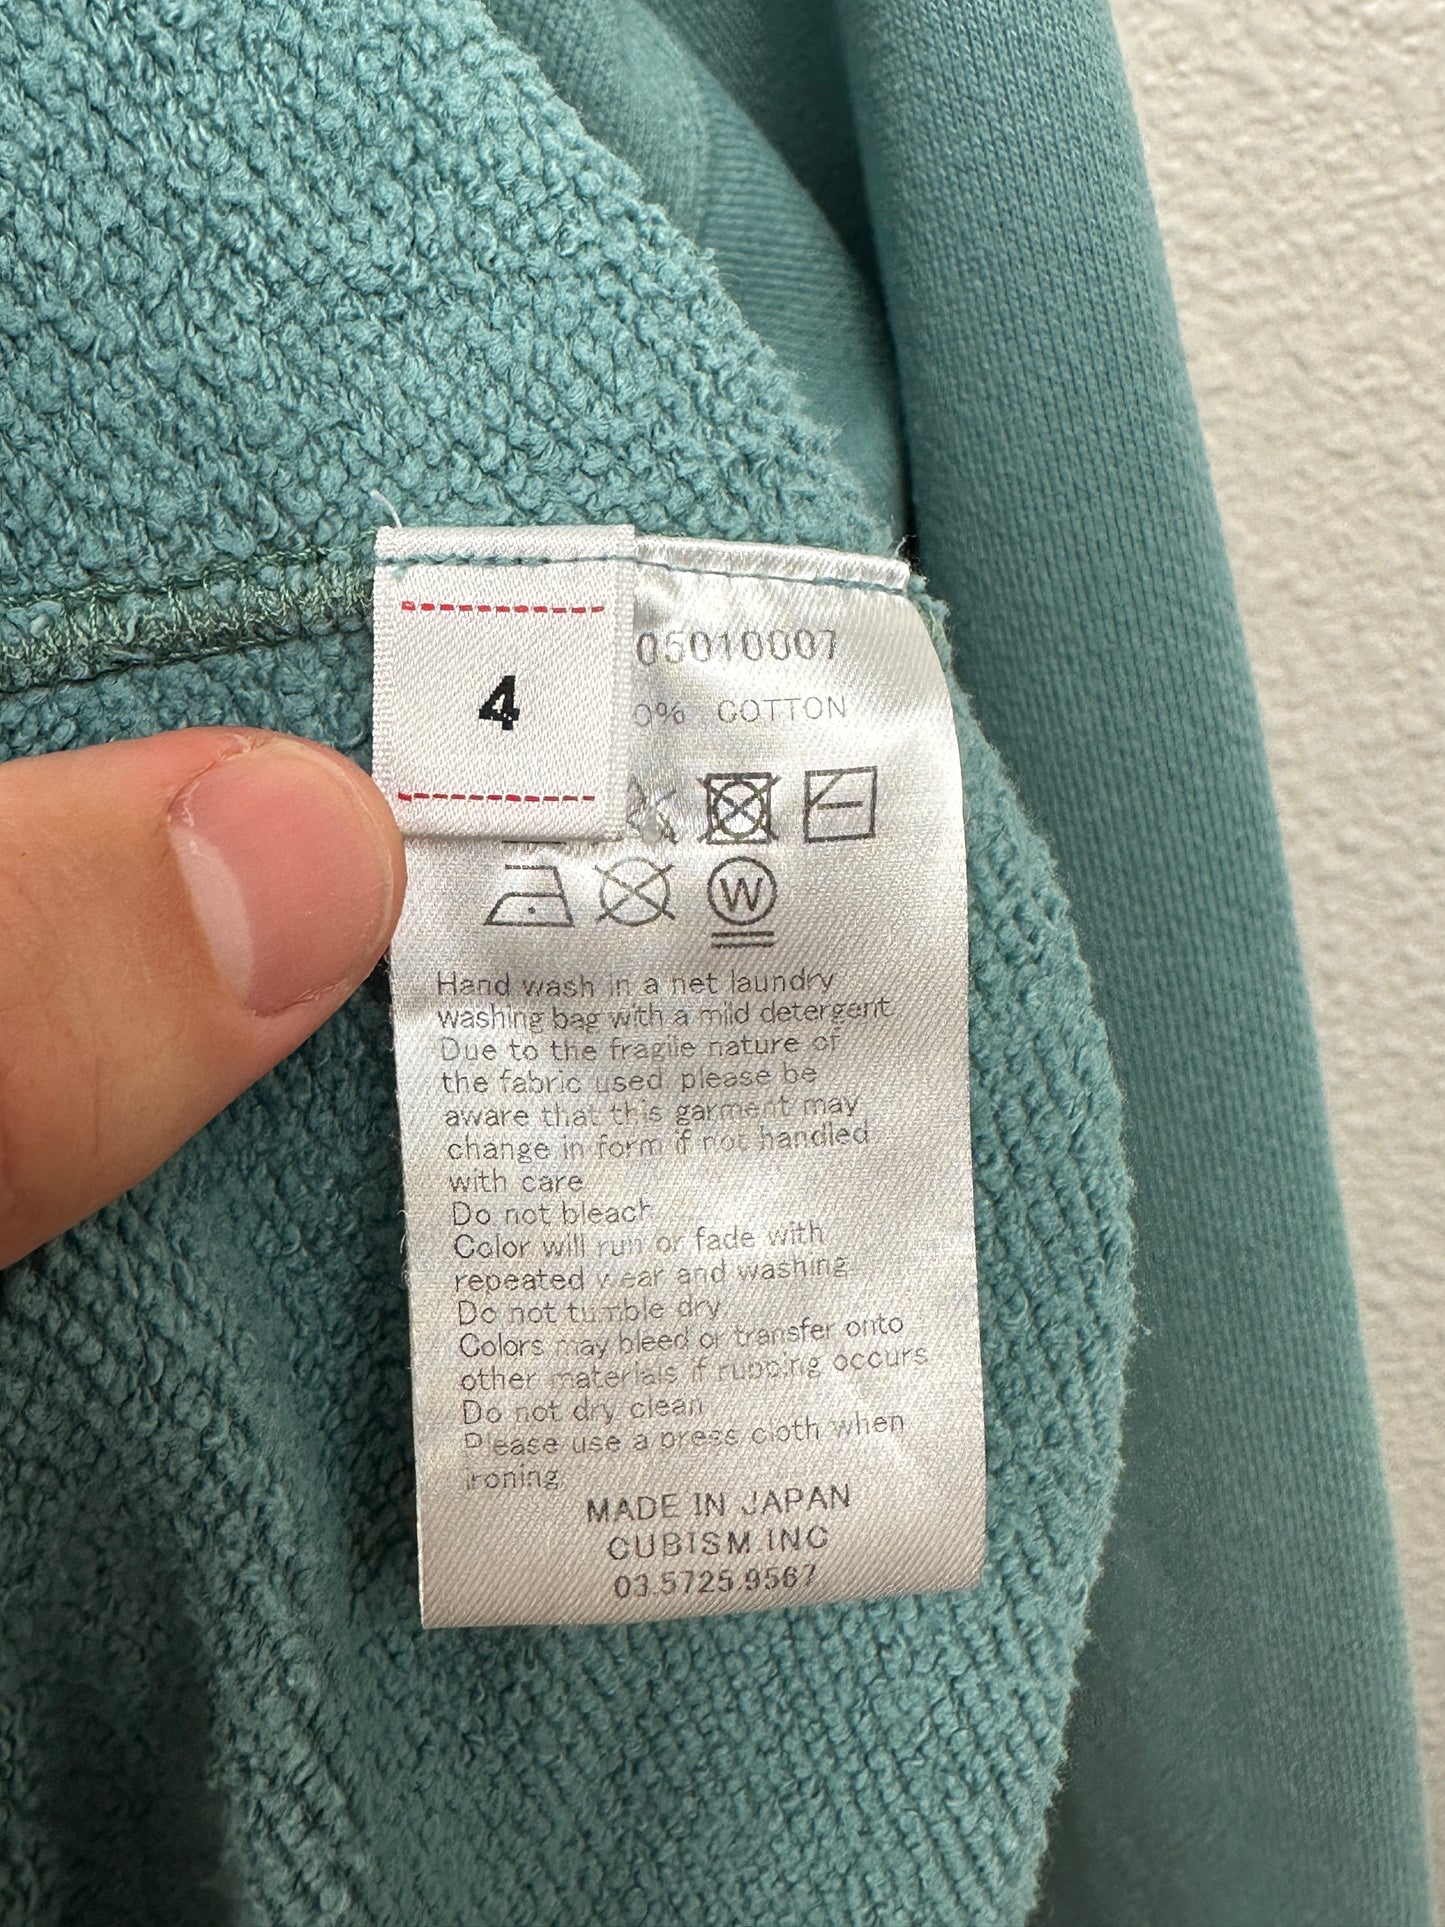 4
05010007
0% COTTON
W
Hand wash in a net laundry
washing bag with a mild detergent
Due to the fragile nature of
the fabric used please be
aware that this garment may
change in form if not handled
with care
Do not bleach
Color will run or fade with
repeated wear and washing
Do not tumble dry
Colors may bleed or transfer onto
other materials if rubbing occurs
Do not dry clean
Please use a press cloth when
ironing
MADE IN JAPAN
CUBISM INC
03.5725.9567